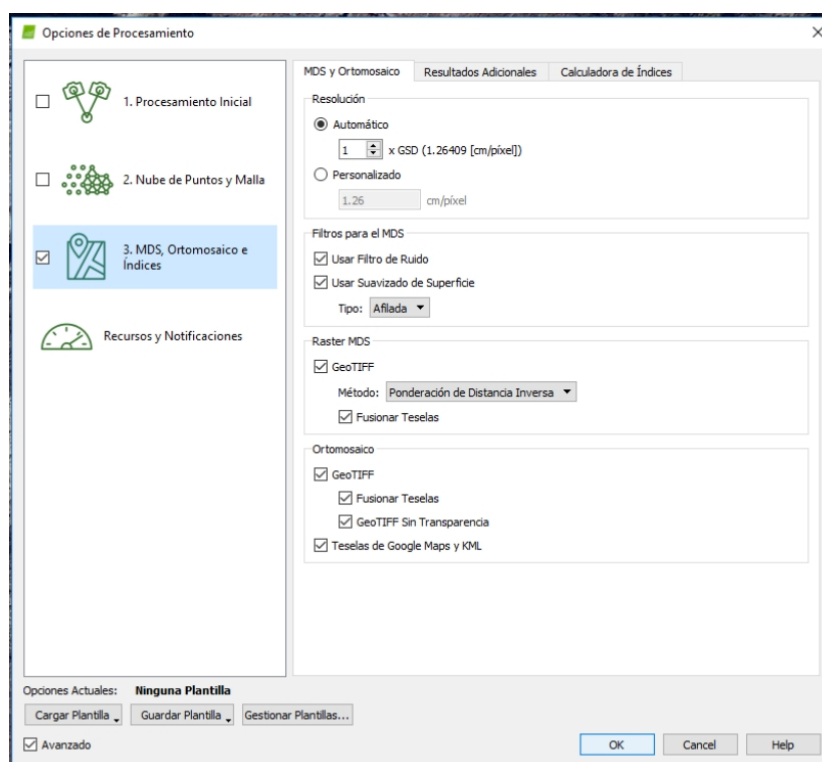 Opciones de Procesamiento
1. Procesamiento Inicial
2. Nube de Puntos y Malla
3. MDS, Ortomosaico e
Índices
Recursos y Notificaciones
MDS y Ortomosaico Resultados Adicionales Calculadora de Índices
Resolución
Automático
1 x GSD (1.26409 [cm/píxel])
Personalizado
1.26 cm/píxel
Filtros para el MDS
Usar Filtro de Ruido
Usar Suavizado de Superficie
Tipo: Afilada
Raster MDS
GeoTIFF
Método: Ponderación de Distancia Inversa
Fusionar Teselas
Ortomosaico
GeoTIFF
Fusionar Teselas
GeoTIFF Sin Transparencia
Teselas de Google Maps y KML
Opciones Actuales: Ninguna Plantilla
Cargar Plantilla Guardar Plantilla Gestionar Plantillas...
Avanzado
OK Cancel Help